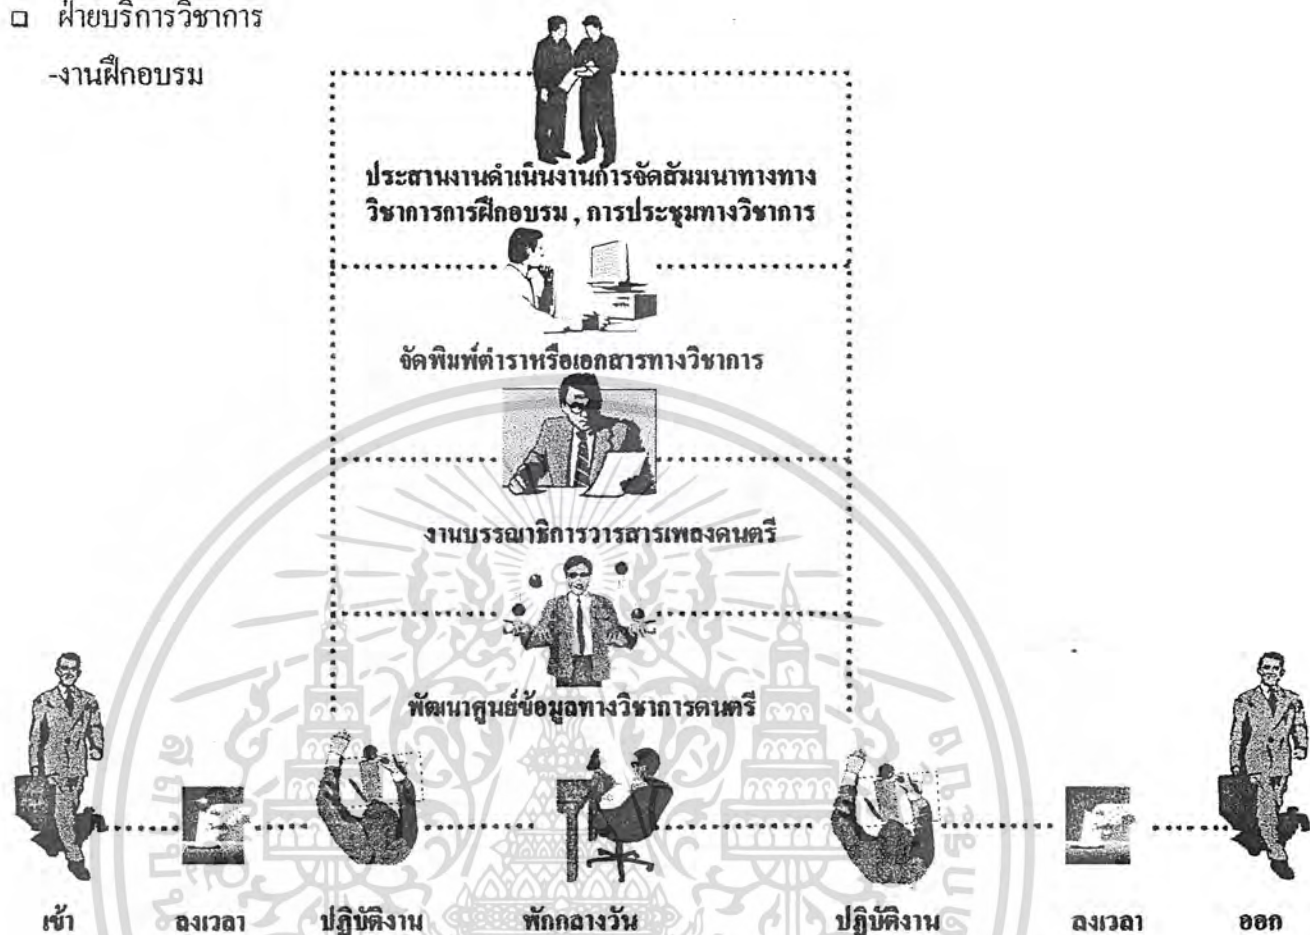 □ ฝ่ายบริการวิชาการ
-งานฝึกอบรม
ประสานงานดำเนินงานการจัดสัมมนาทางทาง
วิชาการการฝึกอบรม , การประชุมทางวิชาการ
จัดพิมพ์ตำราหรือเอกสารทางวิชาการ
งานบรรณาธิการวารสารเพลงดนตรี
พัฒนาศูนย์ข้อมูลทางวิชาการดนตรี
เข้า ลงเวลา ปฏิบัติงาน พักกลางวัน ปฏิบัติงาน ลงเวลา ออก